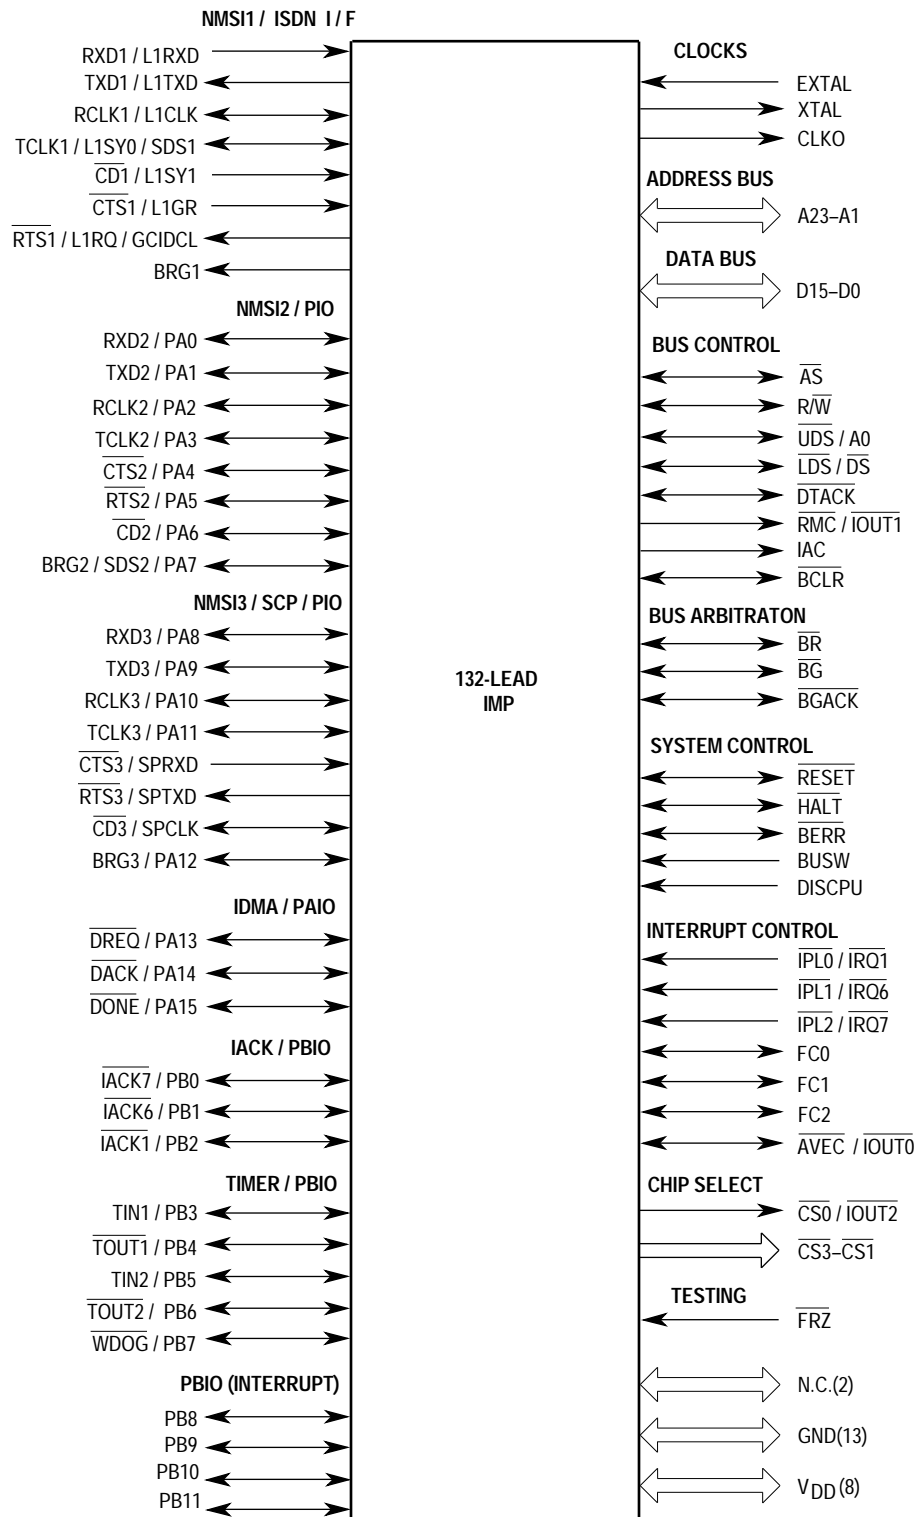 NMSI1 / ISDN I / F
RXD1 / L1RXD
TXD1 / L1TXD
RCLK1 / L1CLK
TCLK1 / L1SY0 / SDS1
CD1 / L1SY1
CTS1 / L1GR
RTS1 / L1RQ / GCIDCL
BRG1
NMSI2 / PIO
RXD2 / PA0
TXD2 / PA1
RCLK2 / PA2
TCLK2 / PA3
CTS2 / PA4
RTS2 / PA5
CD2 / PA6
BRG2 / SDS2 / PA7
NMSI3 / SCP / PIO
RXD3 / PA8
TXD3 / PA9
RCLK3 / PA10
TCLK3 / PA11
CTS3 / SPRXD
RTS3 / SPTXD
CD3 / SPCLK
BRG3 / PA12
IDMA / PAIO
DREQ / PA13
DACK / PA14
DONE / PA15
IACK / PBIO
IACK7 / PB0
IACK6 / PB1
IACK1 / PB2
TIMER / PBIO
TIN1 / PB3
TOUT1 / PB4
TIN2 / PB5
TOUT2 / PB6
WDOG / PB7
PBIO (INTERRUPT)
PB8
PB9
PB10
PB11
132-LEAD
IMP
CLOCKS
EXTAL
XTAL
CLKO
ADDRESS BUS
A23–A1
DATA BUS
D15–D0
BUS CONTROL
AS
R/W
UDS / A0
LDS / DS
DTACK
RMC / IOUT1
IAC
BCLR
BUS ARBITRATON
BR
BG
BGACK
SYSTEM CONTROL
RESET
HALT
BERR
BUSW
DISCPU
INTERRUPT CONTROL
IPL0 / IRQ1
IPL1 / IRQ6
IPL2 / IRQ7
FC0
FC1
FC2
AVEC / IOUT0
CHIP SELECT
CS0 / IOUT2
CS3–CS1
TESTING
FRZ
N.C.(2)
GND(13)
VDD(8)